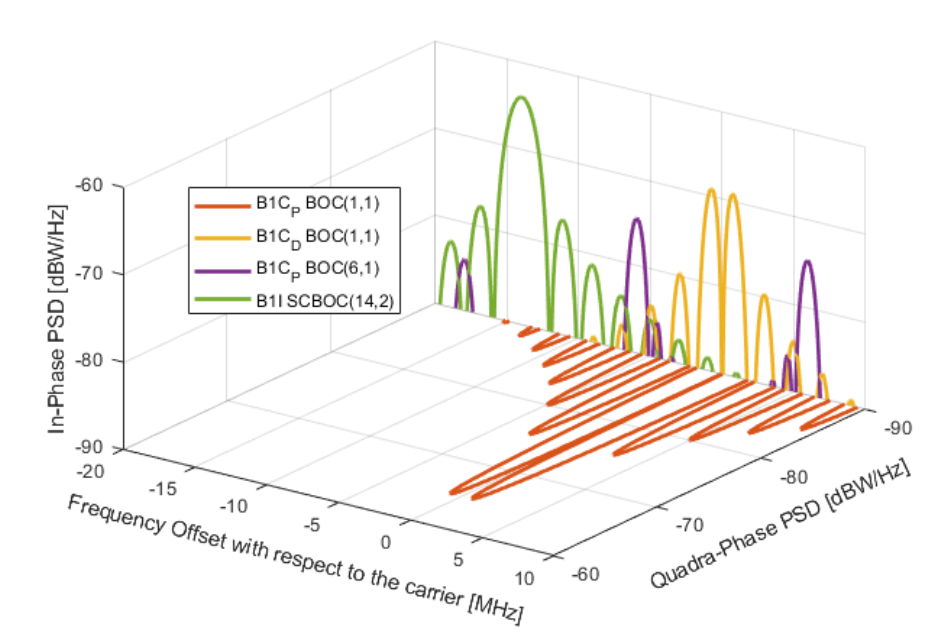 -60
-70
-80
-90
In-Phase PSD [dBW/Hz]
B1C_P BOC(1,1)
B1C_D BOC(1,1)
B1C_P BOC(6,1)
B1I SCBOC(14,2)
-20
-15
-10
-5
0
5
10
Frequency Offset with respect to the carrier [MHz]
-60
-70
-80
-90
Quadra-Phase PSD [dBW/Hz]